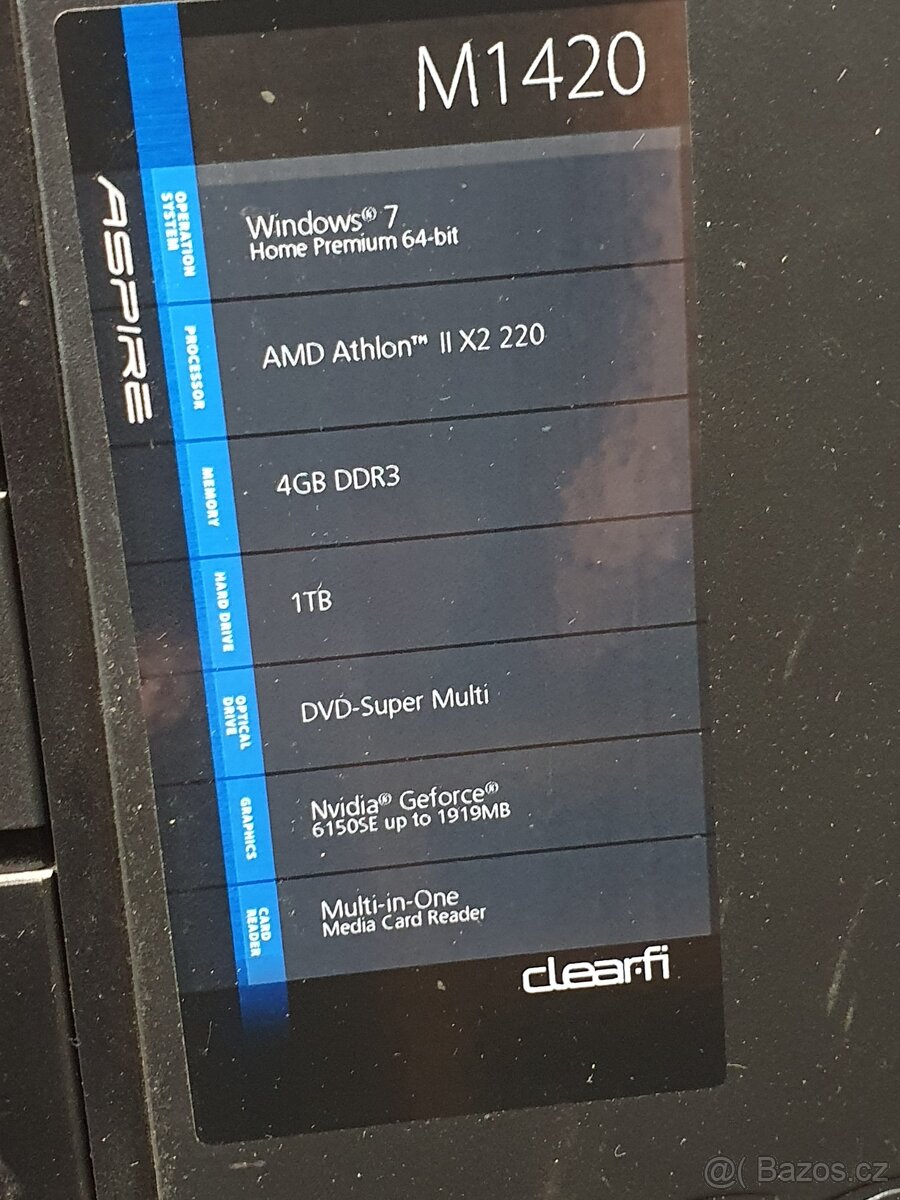 M1420
ASPIRE
OPERATION
SYSTEM
Windows® 7
Home Premium 64-bit
PROCESSOR
AMD Athlon™ II X2 220
MEMORY
4GB DDR3
HARD DRIVE
1TB
OPTICAL
DRIVE
DVD-Super Multi
GRAPHICS
Nvidia® Geforce®
6150SE up to 1919MB
CARD
READER
Multi-in-One
Media Card Reader
clear.fi
@( Bazos.cz